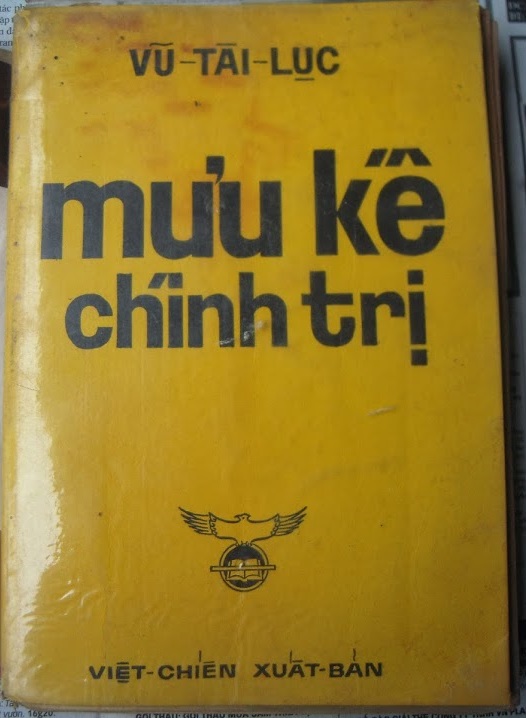 VŨ-TÀI-LỤC
mưu kế
chính trị
VIỆT-CHIẾN XUẤT-BẢN